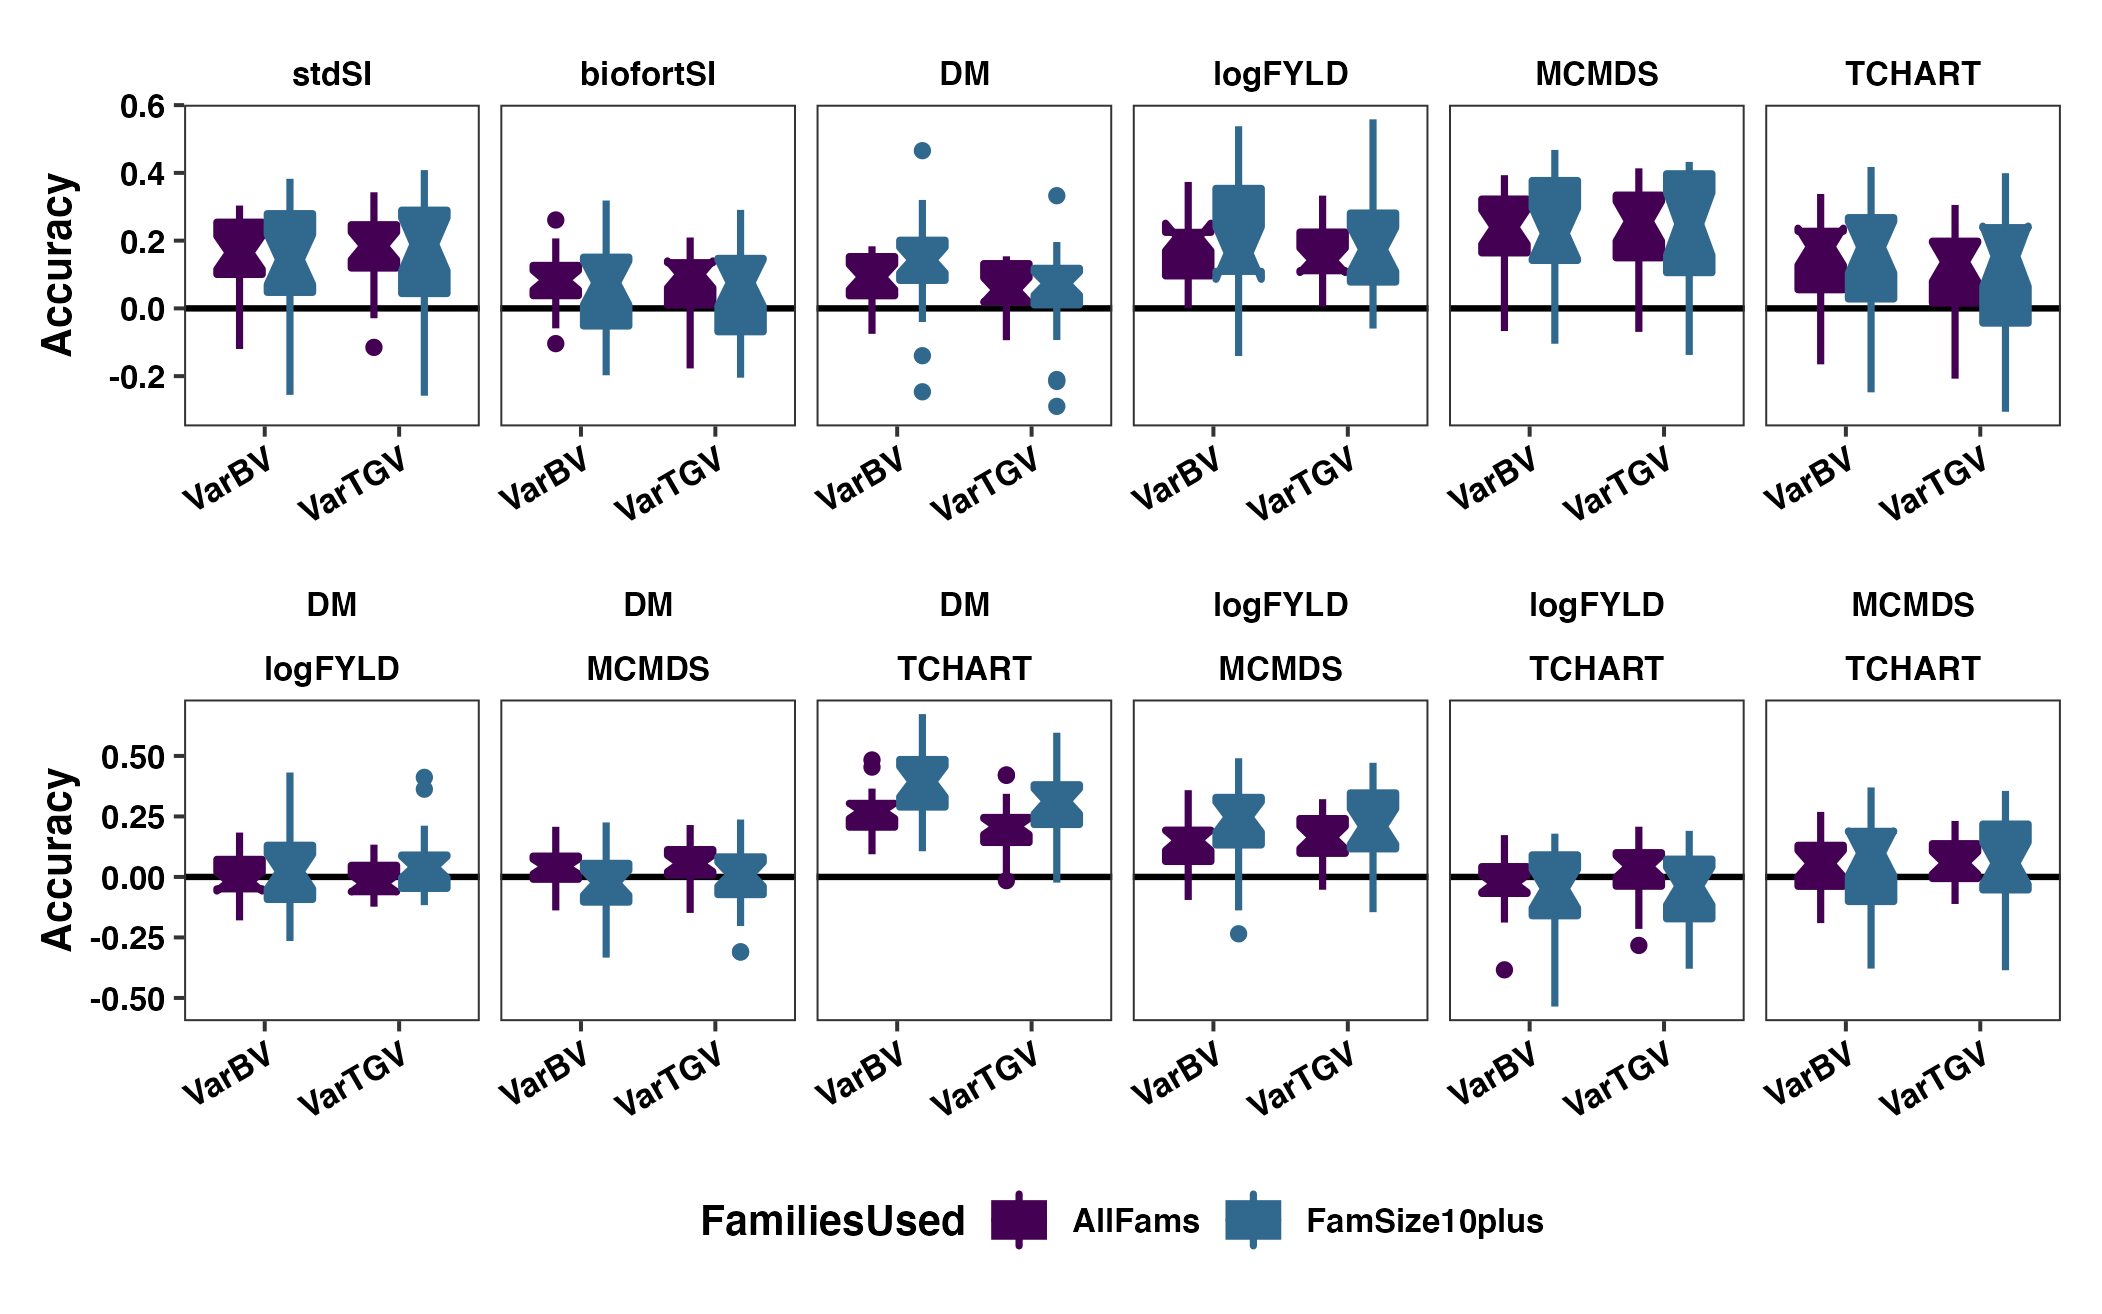 stdSI biofortSI DM logFYLD MCMDS TCHART
Accuracy
0.6
0.4
0.2
0.0
-0.2
VarBV VarTGV VarBV VarTGV VarBV VarTGV VarBV VarTGV VarBV VarTGV VarBV VarTGV
DM DM DM logFYLD logFYLD MCMDS
logFYLD MCMDS TCHART MCMDS TCHART TCHART
Accuracy
0.50
0.25
0.00
-0.25
-0.50
VarBV VarTGV VarBV VarTGV VarBV VarTGV VarBV VarTGV VarBV VarTGV VarBV VarTGV
FamiliesUsed AllFams FamSize10plus